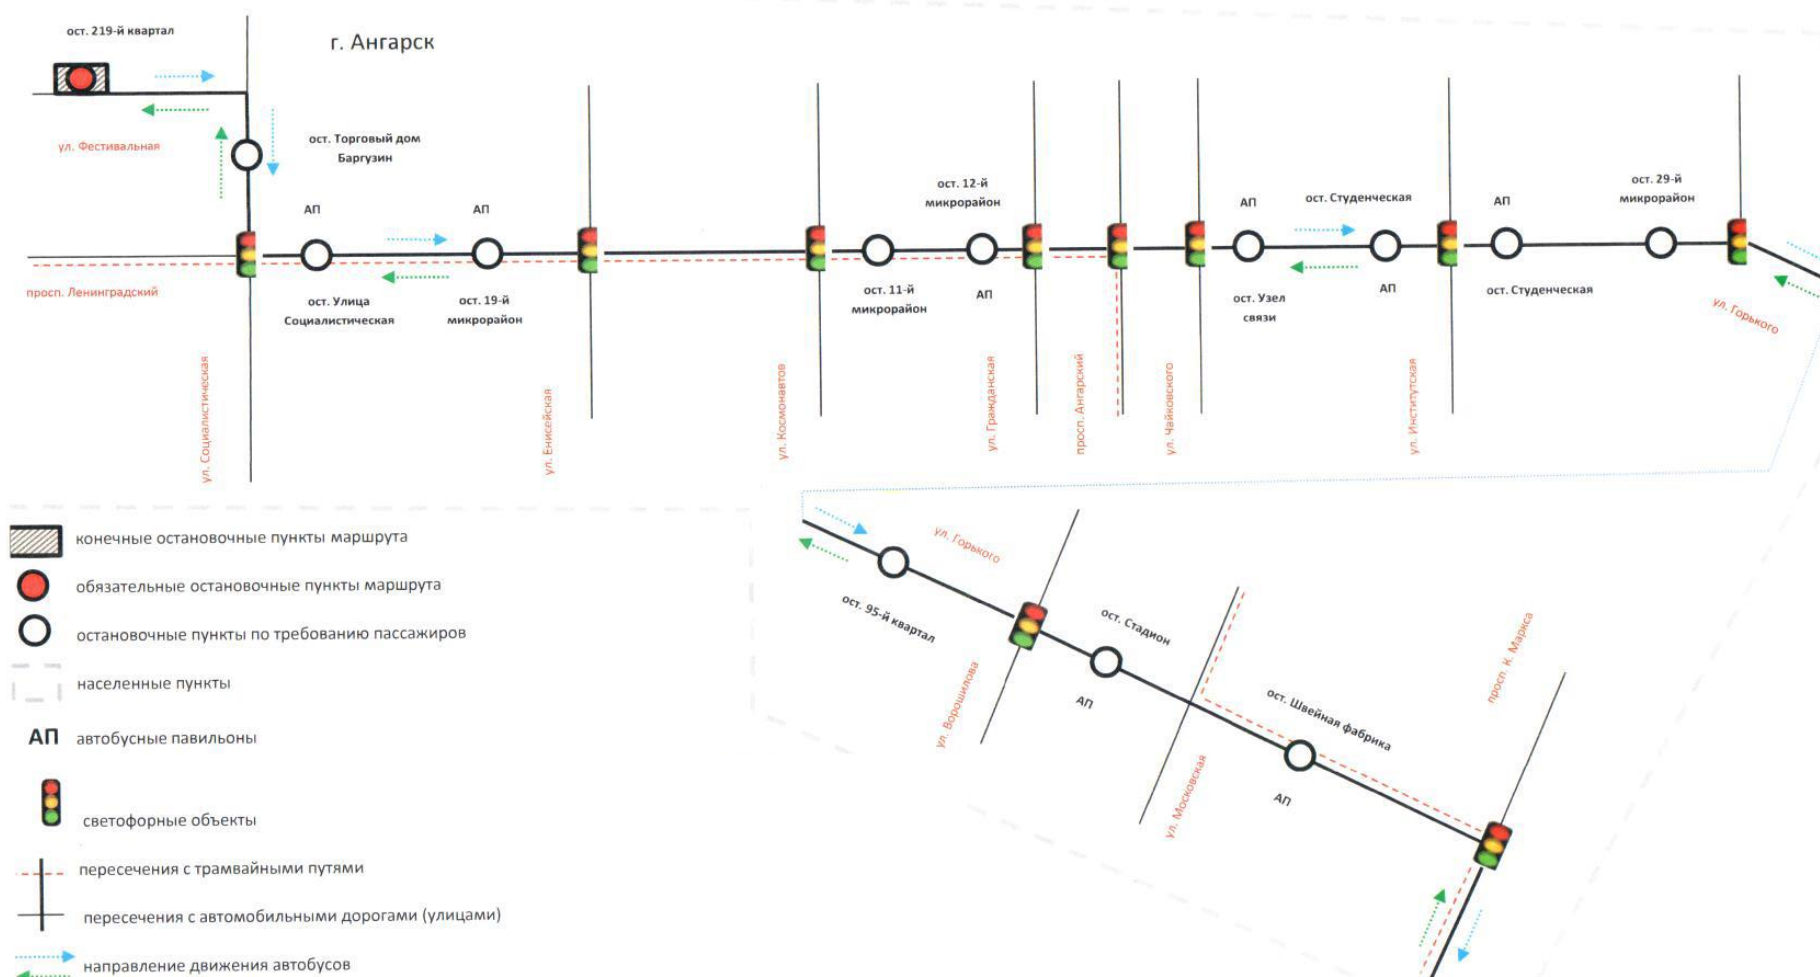 ост. 219-й квартал
г. Ангарск
ул. Фестивальная
ост. Торговый дом
Баргузин
АП
АП
ост. 12-й
микрорайон
АП
ост. Студенческая
АП
ост. 29-й
микрорайон
просп. Ленинградский
ост. Улица
Социалистическая
ост. 19-й
микрорайон
ост. 11-й
микрорайон
АП
ост. Узел
связи
АП
ост. Студенческая
ул. Горького
ул. Социалистическая
ул. Енисейская
ул. Космонавтов
ул. Гражданская
просп. Ангарский
ул. Чайковского
ул. Институтская
ул. Горького
ост. 95-й квартал
ост. Стадион
АП
ул. Ворошилова
ост. Швейная фабрика
АП
ул. Московская
просп. К. Маркса
конечные остановочные пункты маршрута
обязательные остановочные пункты маршрута
остановочные пункты по требованию пассажиров
населенные пункты
АП автобусные павильоны
светофорные объекты
пересечения с трамвайными путями
пересечения с автомобильными дорогами (улицами)
направление движения автобусов